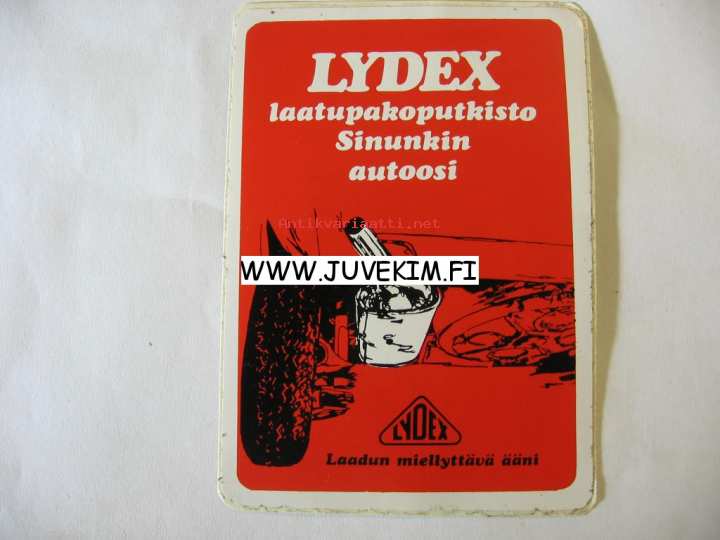 LYDEX
laatupakoputkisto
Sinunkin
autoosi
Antikvariaatti.net
WWW.JUVEKIM.FI
LYDEX
Laadun miellyttävä ääni